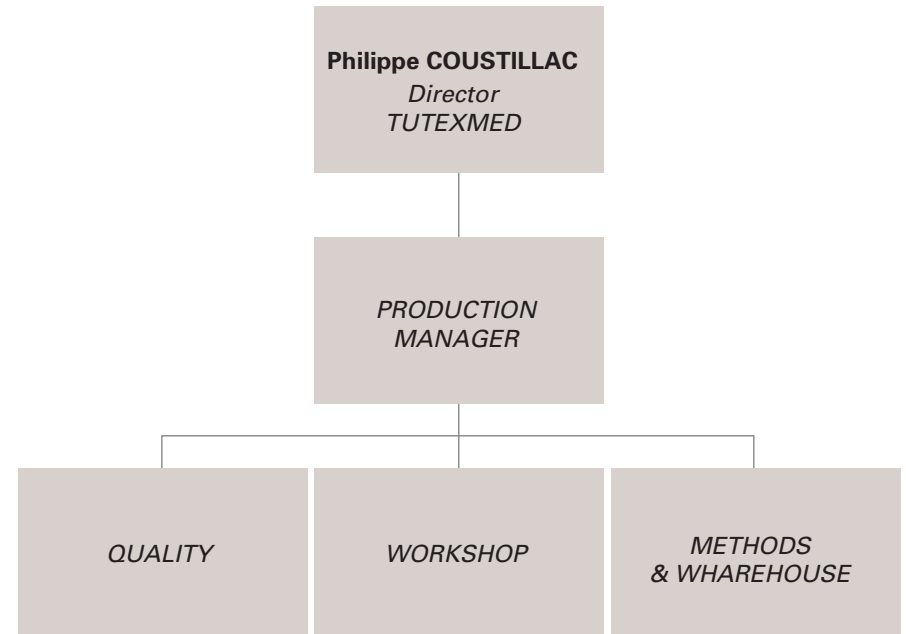 Philippe COUSTILLAC
Director
TUTEXMED
PRODUCTION
MANAGER
QUALITY
WORKSHOP
METHODS
& WHAREHOUSE